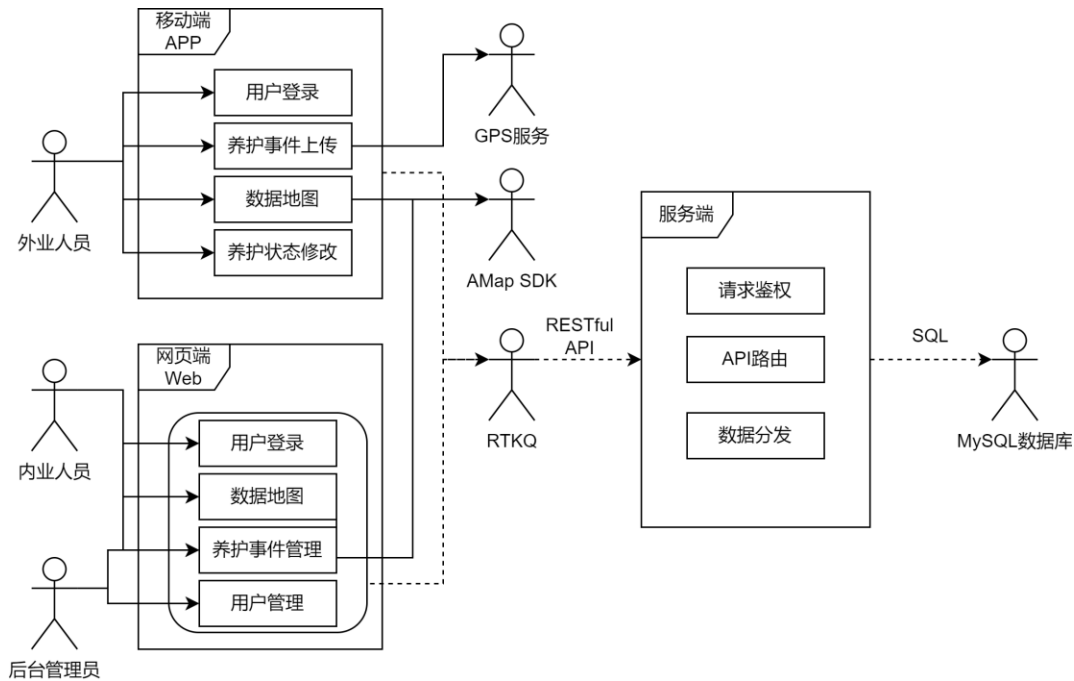 移动端
APP
用户登录
养护事件上传
数据地图
养护状态修改
外业人员
GPS服务
AMap SDK
网页端
Web
用户登录
数据地图
养护事件管理
用户管理
内业人员
后台管理员
RTKQ
RESTful
API
服务端
请求鉴权
API路由
数据分发
SQL
MySQL数据库